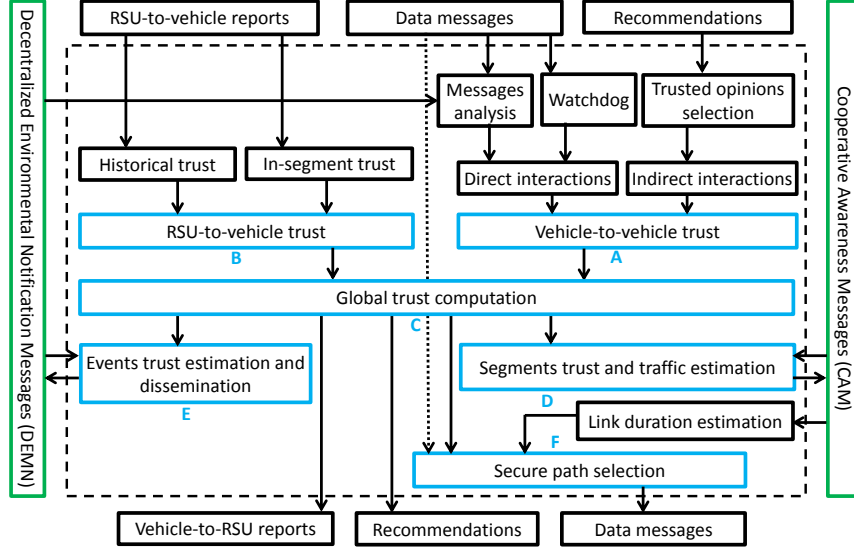 RSU-to-vehicle reports
Data messages
Recommendations
Decentralized Environmental Notification Messages (DEMN)
Cooperative Awareness Messages (CAM)
Messages
analysis
Watchdog
Trusted opinions
selection
Historical trust
In-segment trust
Direct interactions
Indirect interactions
RSU-to-vehicle trust
B
Vehicle-to-vehicle trust
A
Global trust computation
C
Events trust estimation and
dissemination
E
Segments trust and traffic estimation
D
Link duration estimation
F
Secure path selection
Vehicle-to-RSU reports
Recommendations
Data messages